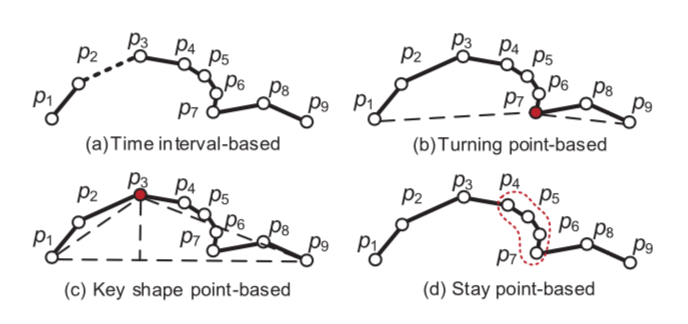 p1 p2 p3 p4 p5 p6 p7 p8 p9
(a) Time interval-based
p1 p2 p3 p4 p5 p6 p7 p8 p9
(b) Turning point-based
p1 p2 p3 p4 p5 p6 p7 p8 p9
(c) Key shape point-based
p1 p2 p3 p4 p5 p6 p7 p8 p9
(d) Stay point-based